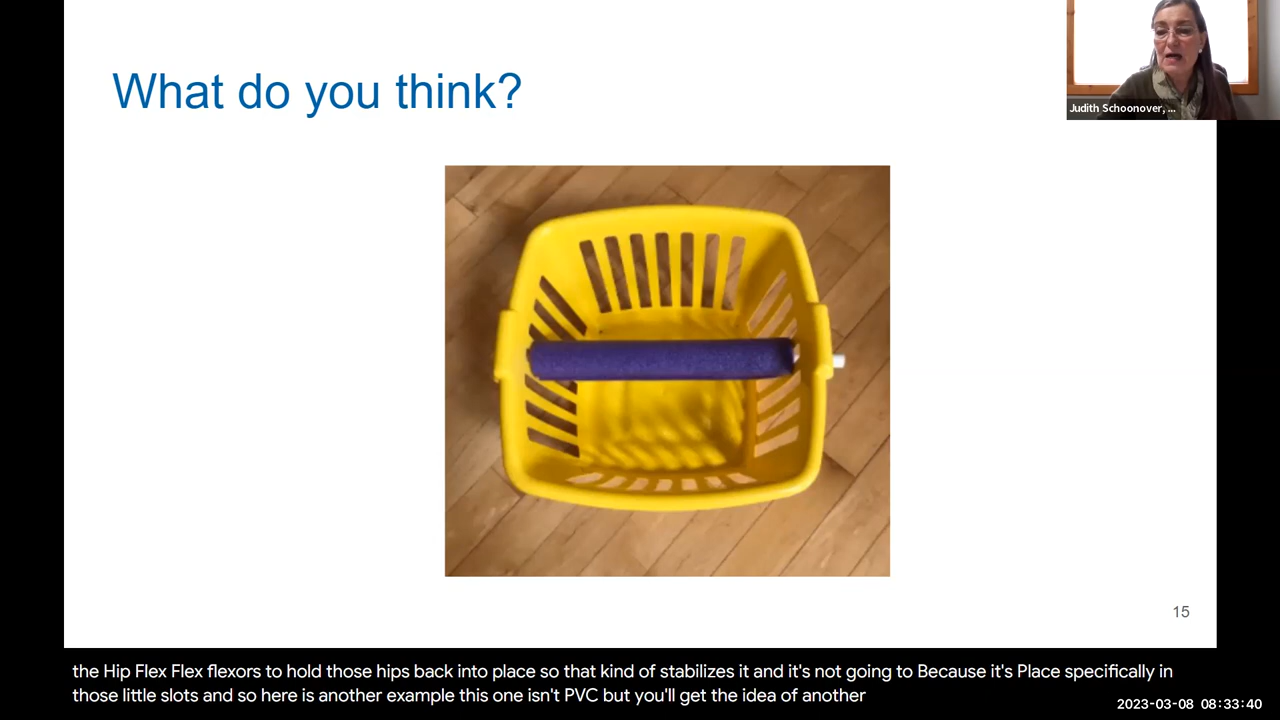 What do you think?
Judith Schoonover, ...
15
the Hip Flex Flex flexors to hold those hips back into place so that kind of stabilizes it and it's not going to Because it's Place specifically in
those little slots and so here is another example this one isn't PVC but you'll get the idea of another
2023-03-08 08:33:40